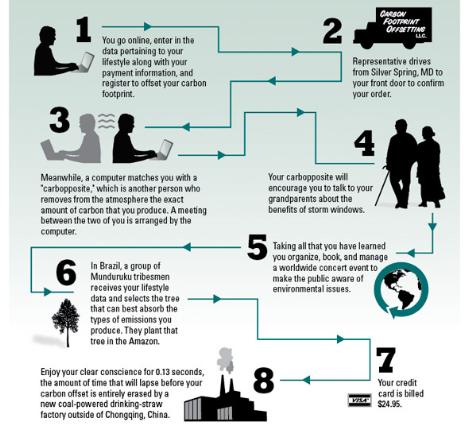 1
You go online, enter in the
data pertaining to your
lifestyle along with your
payment information, and
register to offset your carbon
footprint.
2
CARBON
FOOTPRINT
OFFSETTING
LLC.
Representative drives
from Silver Spring, MD to
your front door to confirm
your order.
3
Meanwhile, a computer matches you with a
"carbopposite," which is another person who
removes from the atmosphere the exact
amount of carbon that you produce. A meeting
between the two of you is arranged by the
computer.
4
Your carbopposite will
encourage you to talk to your
grandparents about the
benefits of storm windows.
5
Taking all that you have learned
you organize, book, and manage
a worldwide concert event to
make the public aware of
environmental issues.
6
In Brazil, a group of
Munduruku tribesmen
receives your lifestyle
data and selects the tree
that can best absorb the
types of emissions you
produce. They plant that
tree in the Amazon.
7
VISA
Your credit
card is billed
$24.95.
8
Enjoy your clear conscience for 0.13 seconds,
the amount of time that will lapse before your
carbon offset is entirely erased by a
new coal-powered drinking-straw
factory outside of Chongqing, China.